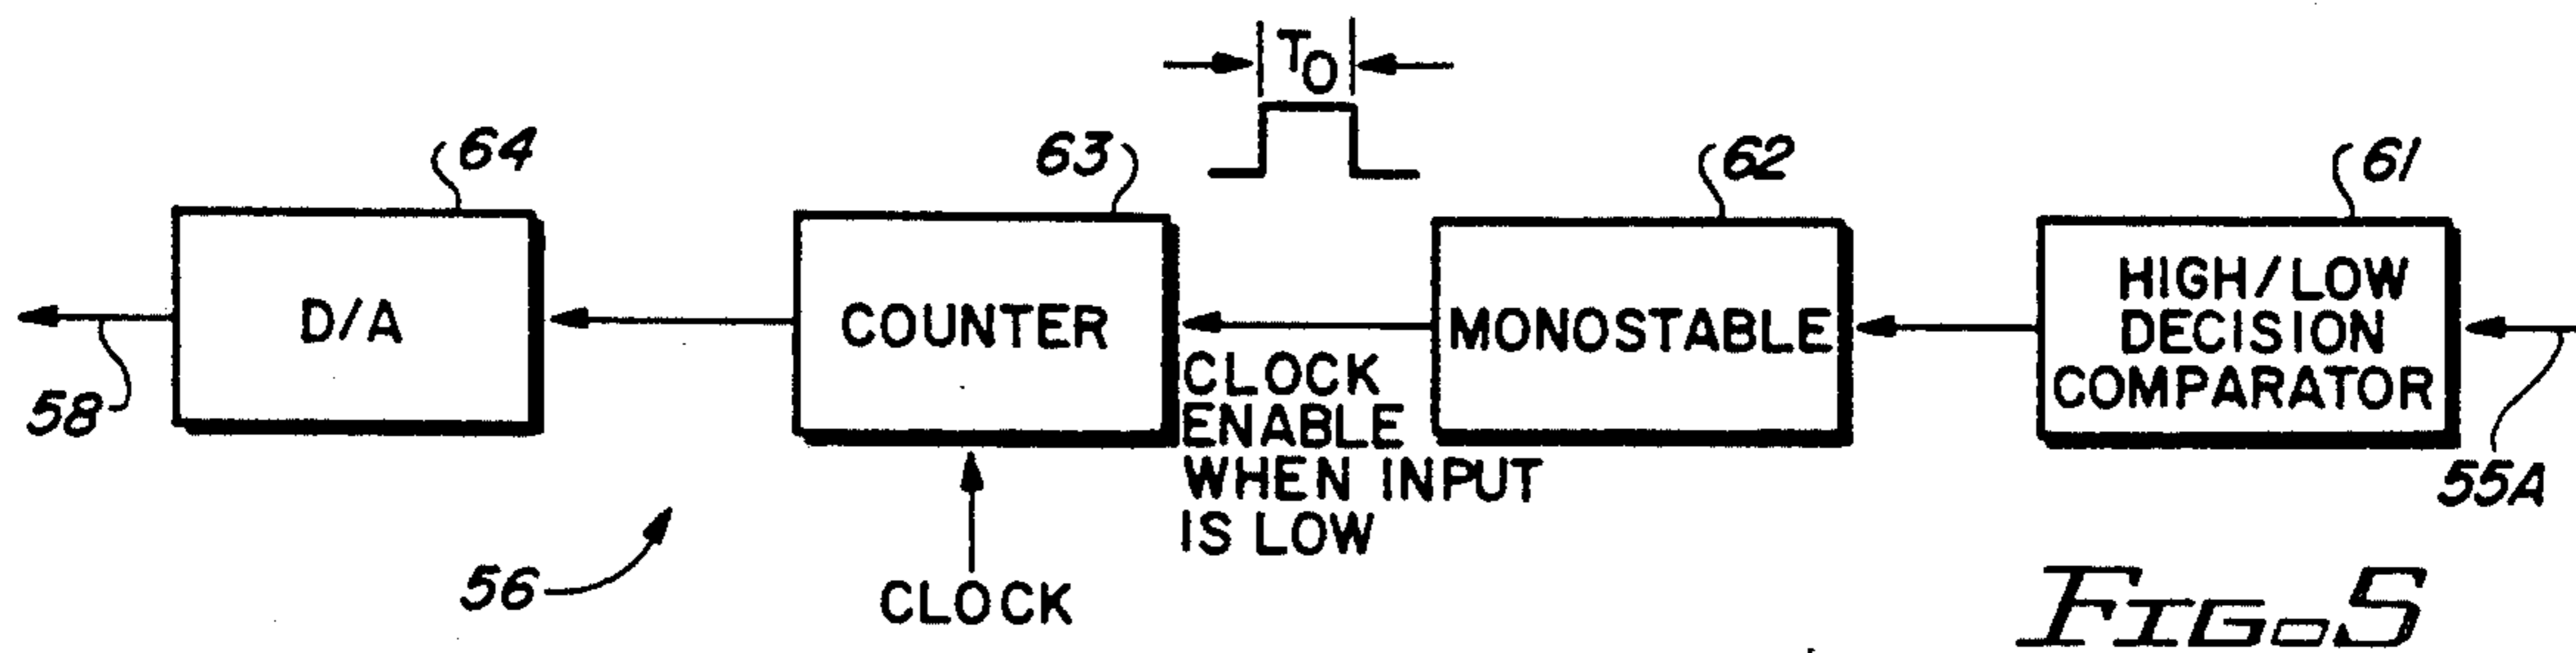 T0
64
63
62
61
D/A
COUNTER
MONOSTABLE
HIGH/LOW
DECISION
COMPARATOR
CLOCK
ENABLE
WHEN INPUT
IS LOW
58
55A
56
CLOCK
FIG. 5